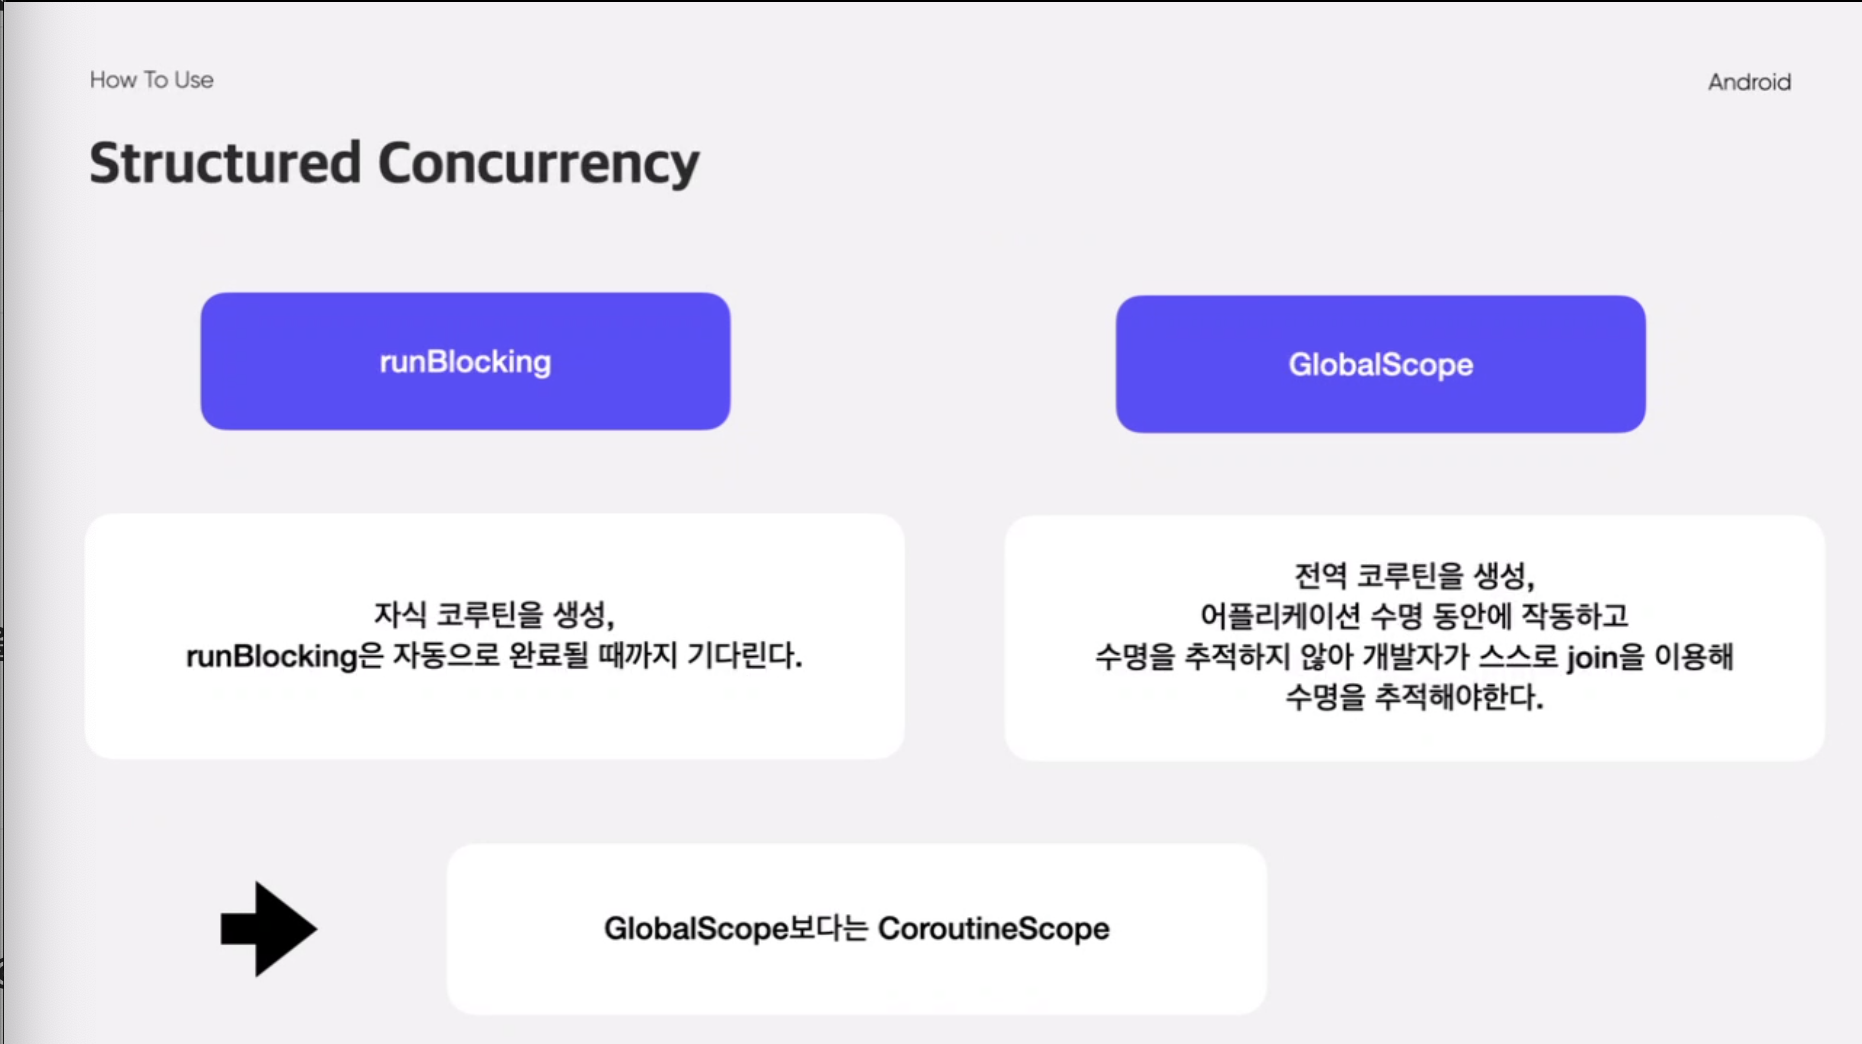 How To Use
Android
Structured Concurrency
runBlocking
GlobalScope
자식 코루틴을 생성,
runBlocking은 자동으로 완료될 때까지 기다린다.
전역 코루틴을 생성,
어플리케이션 수명 동안에 작동하고
수명을 추적하지 않아 개발자가 스스로 join을 이용해
수명을 추적해야한다.
GlobalScope보다는 CoroutineScope